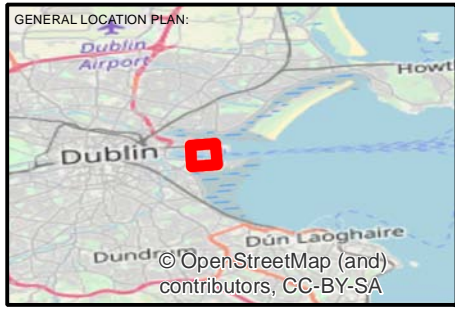 GENERAL LOCATION PLAN:
Dublin
Airport
Howt
Dublin
Dún Laoghaire
Dundrum
© OpenStreetMap (and)
contributors, CC-BY-SA